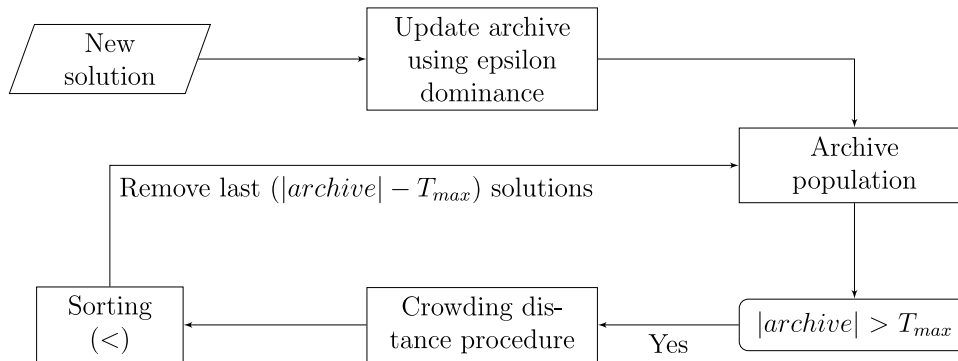 New
solution
Update archive
using epsilon
dominance
Archive
population
Remove last (|archive| − T_max) solutions
Sorting
(<)
Crowding dis-
tance procedure
Yes
|archive| > T_max